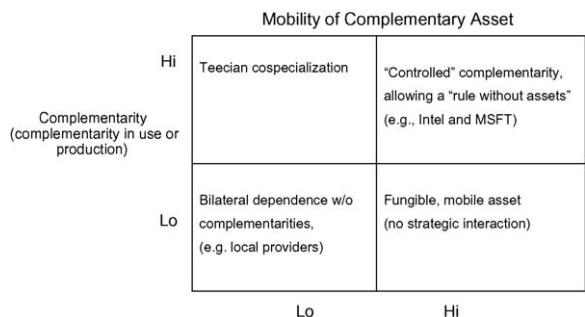 Mobility of Complementary Asset
Hi
Teecian cospecialization
“Controlled” complementarity,
allowing a “rule without assets”
(e.g., Intel and MSFT)
Complementarity
(complementarity in use or
production)
Lo
Bilateral dependence w/o
complementarities,
(e.g. local providers)
Fungible, mobile asset
(no strategic interaction)
Lo
Hi